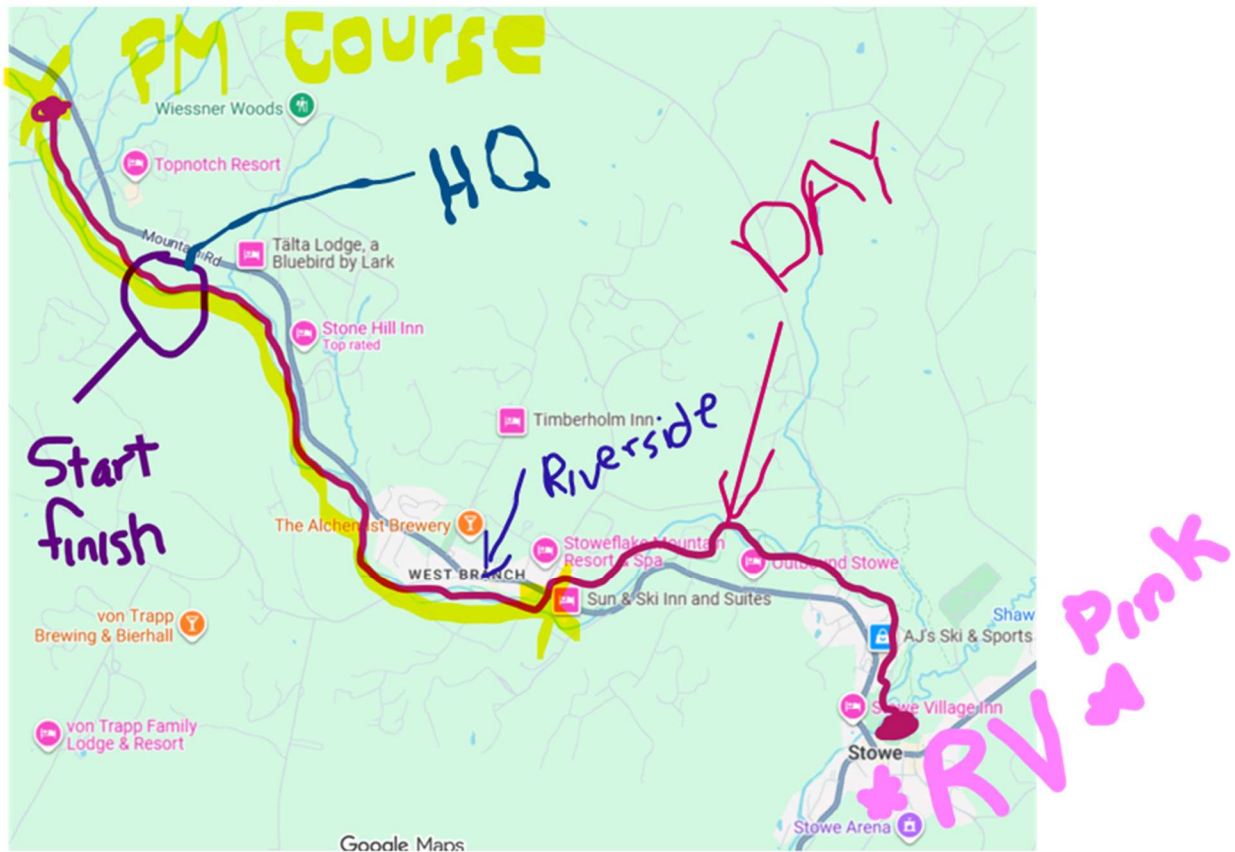 PM Course
Wiessner Woods
Topnotch Resort
HQ
DAY
Mountain Rd
Tälta Lodge, a
Bluebird by Lark
Stone Hill Inn
Top rated
Start
finish
Timberholm Inn
Riverside
The Alchemist Brewery
Stoweflake Mountain
Resort & Spa
WEST BRANCH
Outbound Stowe
Sun & Ski Inn and Suites
von Trapp
Brewing & Bierhall
Shaw
AJ's Ski & Sports
Pink
von Trapp Family
Lodge & Resort
Stowe Village Inn
Stowe
RV
Stowe Arena
Google Maps